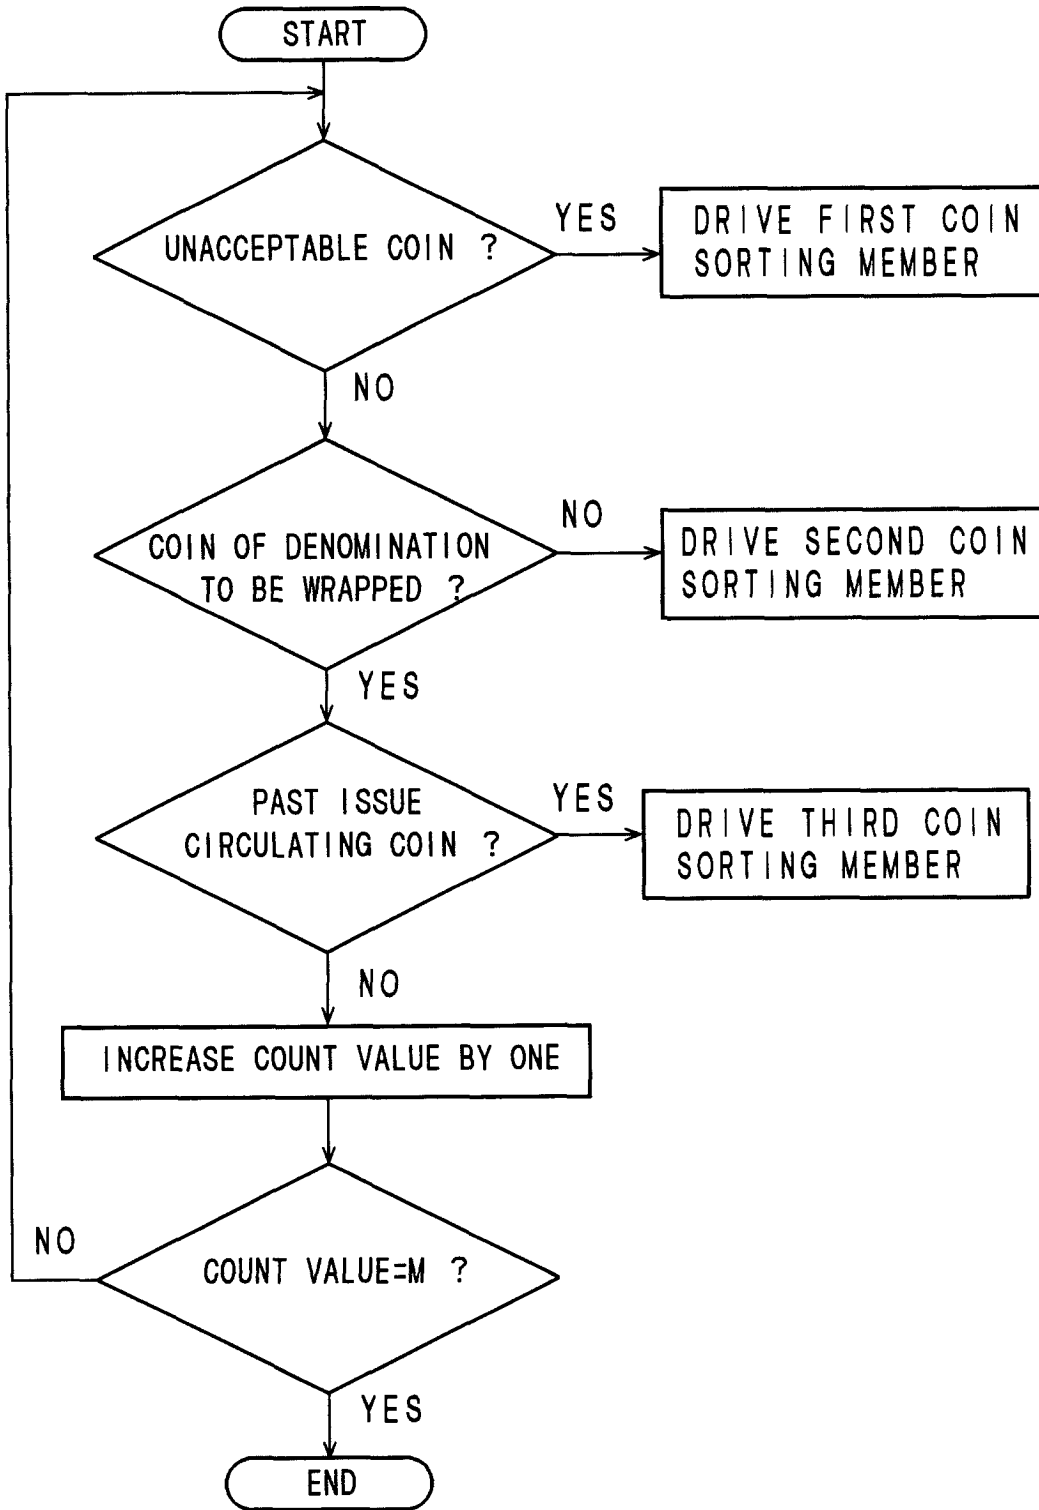 START
UNACCEPTABLE COIN ?
YES
DRIVE FIRST COIN
SORTING MEMBER
NO
COIN OF DENOMINATION
TO BE WRAPPED ?
NO
DRIVE SECOND COIN
SORTING MEMBER
YES
PAST ISSUE
CIRCULATING COIN ?
YES
DRIVE THIRD COIN
SORTING MEMBER
NO
INCREASE COUNT VALUE BY ONE
NO
COUNT VALUE=M ?
YES
END